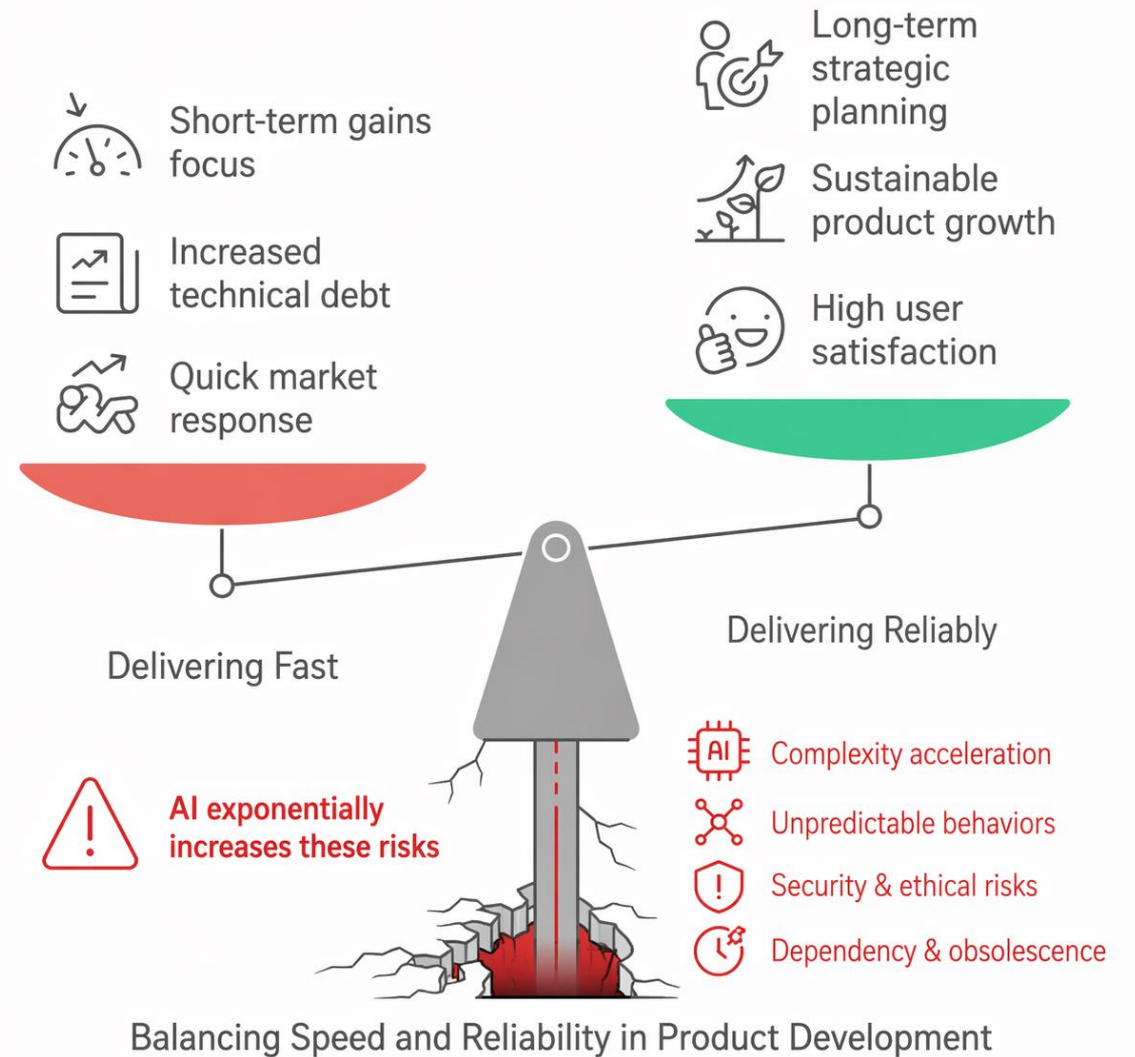 Short-term gains
focus
Increased
technical debt
Quick market
response
Delivering Fast
Long-term
strategic
planning
Sustainable
product growth
High user
satisfaction
Delivering Reliably
AI exponentially
increases these risks
AI
Complexity acceleration
Unpredictable behaviors
Security & ethical risks
Dependency & obsolescence
Balancing Speed and Reliability in Product Development